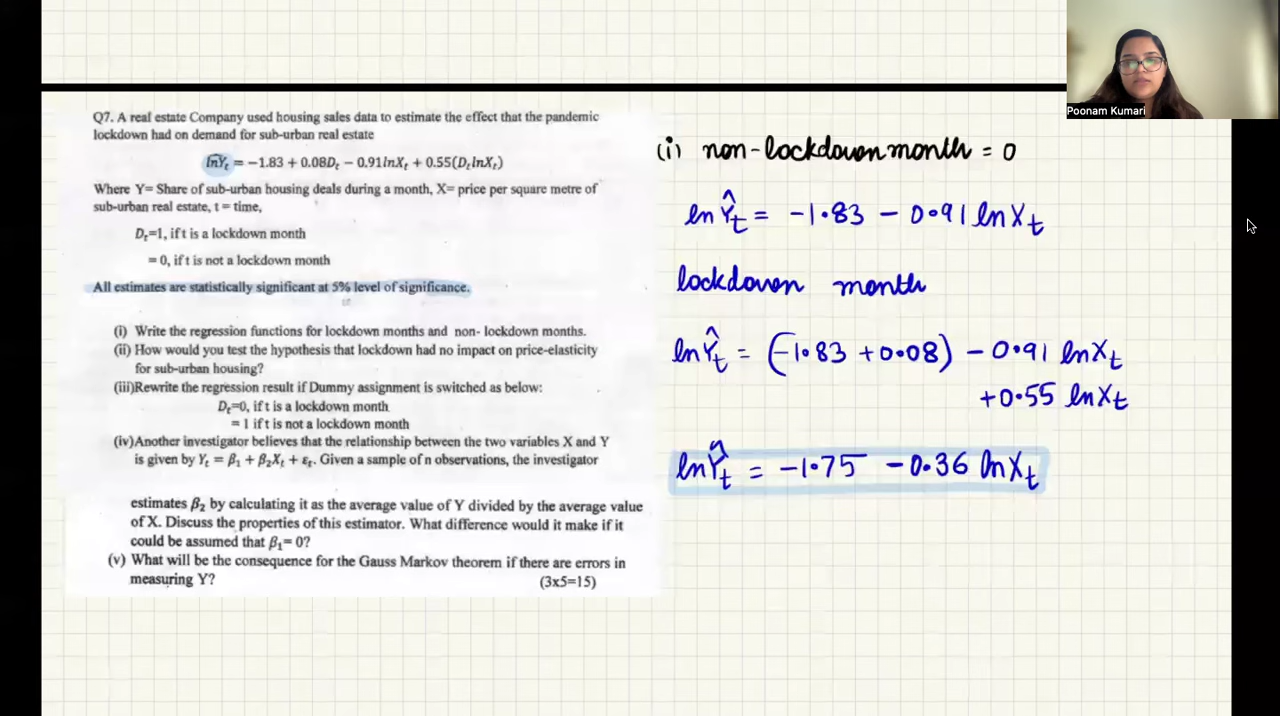 Poonam Kumari
Q7. A real estate Company used housing sales data to estimate the effect that the pandemic
lockdown had on demand for sub-urban real estate
l̂nYₜ = −1.83 + 0.08Dₜ − 0.91lnXₜ + 0.55(DₜlnXₜ)
Where Y= Share of sub-urban housing deals during a month, X= price per square metre of
sub-urban real estate, t = time,
Dₜ=1, if t is a lockdown month
= 0, if t is not a lockdown month
All estimates are statistically significant at 5% level of significance.
(i) Write the regression functions for lockdown months and non- lockdown months.
(ii) How would you test the hypothesis that lockdown had no impact on price-elasticity
for sub-urban housing?
(iii)Rewrite the regression result if Dummy assignment is switched as below:
Dₜ=0, if t is a lockdown month
= 1 if t is not a lockdown month
(iv)Another investigator believes that the relationship between the two variables X and Y
is given by Yₜ = β₁ + β₂Xₜ + εₜ. Given a sample of n observations, the investigator
estimates β₂ by calculating it as the average value of Y divided by the average value
of X. Discuss the properties of this estimator. What difference would it make if it
could be assumed that β₁= 0?
(v) What will be the consequence for the Gauss Markov theorem if there are errors in
measuring Y?
(3x5=15)
(i) non-lockdown month = 0
ln Ŷₜ = −1.83 − 0.91 ln Xₜ
lockdown month
ln Ŷₜ = (−1.83 + 0.08) − 0.91 ln Xₜ
+0.55 ln Xₜ
ln Ŷₜ = −1.75 − 0.36 ln Xₜ